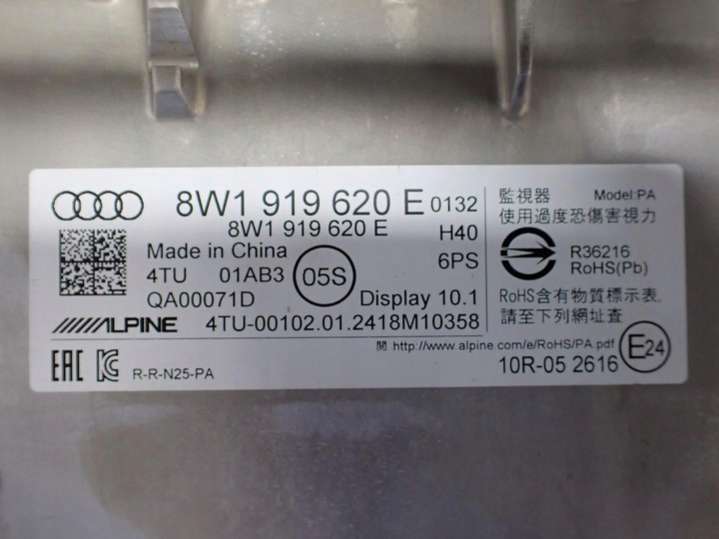 8W1 919 620 E 0132
8W1 919 620 E H40
Made in China 6PS
4TU 01AB3 05S
QA00071D Display 10.1
ALPINE 4TU-00102.01.2418M10358
EAC R-R-N25-PA
監視器 Model:PA
使用過度恐傷害視力
R36216
RoHS(Pb)
RoHS含有物質標示表,
請至下列網址查
閱 http://www.alpine.com/e/RoHS/PA.pdf
10R-05 2616 E24